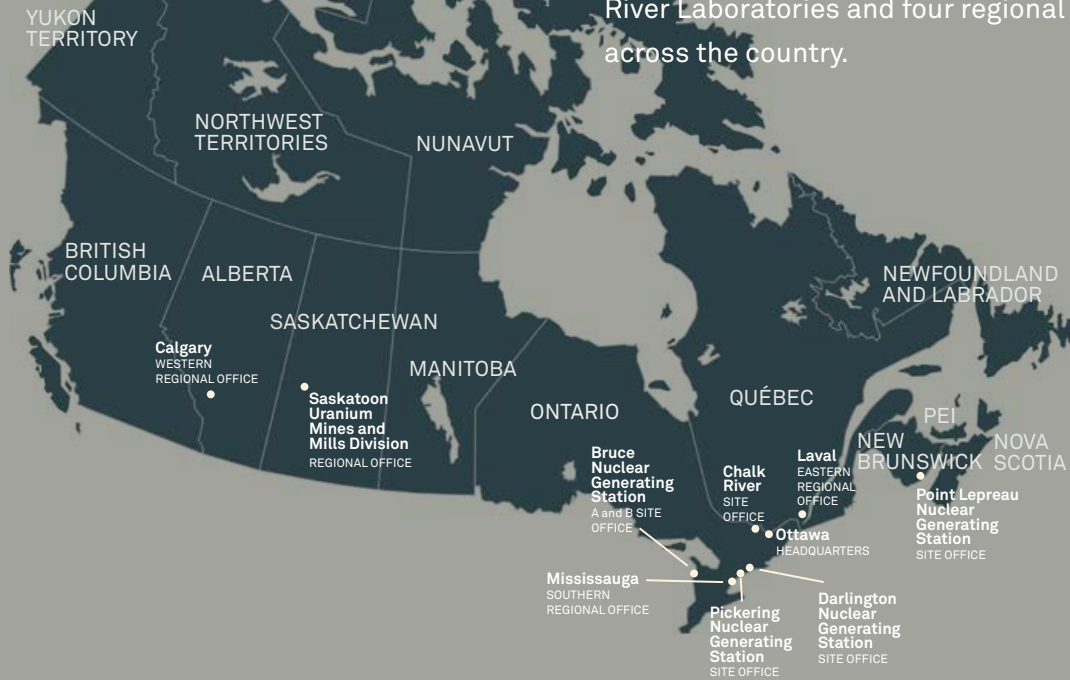 River Laboratories and four regional
across the country.
YUKON
TERRITORY
NORTHWEST
TERRITORIES
NUNAVUT
BRITISH
COLUMBIA
ALBERTA
NEWFOUNDLAND
AND LABRADOR
SASKATCHEWAN
MANITOBA
ONTARIO
QUÉBEC
PEI
NEW
BRUNSWICK
NOVA
SCOTIA
Calgary
WESTERN
REGIONAL OFFICE
Saskatoon
Uranium
Mines and
Mills Division
REGIONAL OFFICE
Bruce
Nuclear
Generating
Station
A and B SITE
OFFICE
Chalk
River
SITE
OFFICE
Laval
EASTERN
REGIONAL
OFFICE
Ottawa
HEADQUARTERS
Point Lepreau
Nuclear
Generating
Station
SITE OFFICE
Mississauga
SOUTHERN
REGIONAL OFFICE
Pickering
Nuclear
Generating
Station
SITE OFFICE
Darlington
Nuclear
Generating
Station
SITE OFFICE